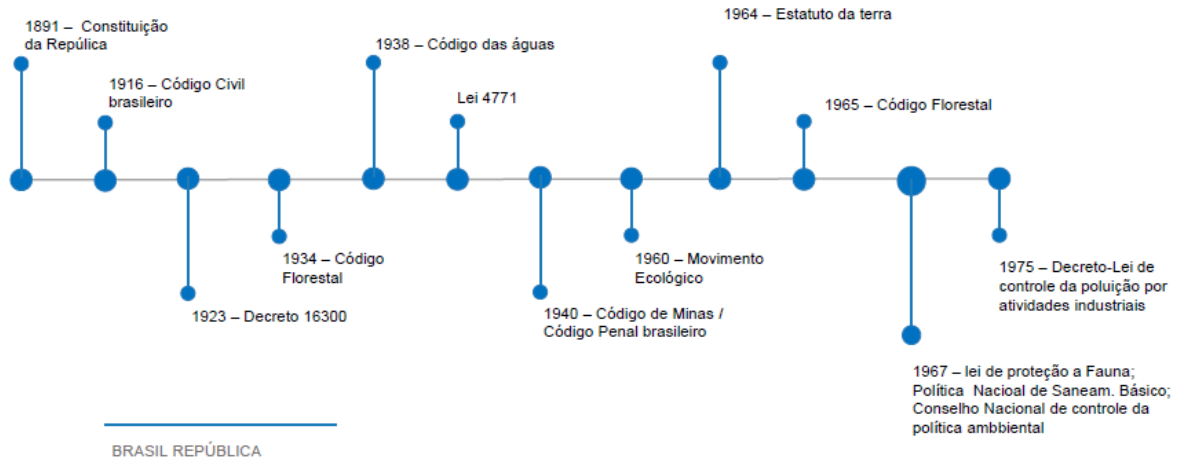 1891 – Constituição
da Repúlica
1916 – Código Civil
brasileiro
1923 – Decreto 16300
1934 – Código
Florestal
1938 – Código das águas
Lei 4771
1940 – Código de Minas /
Código Penal brasileiro
1960 – Movimento
Ecológico
1964 – Estatuto da terra
1965 – Código Florestal
1967 – lei de proteção a Fauna;
Política Nacioal de Saneam. Básico;
Conselho Nacional de controle da
política ambbiental
1975 – Decreto-Lei de
controle da poluição por
atividades industriais
BRASIL REPÚBLICA